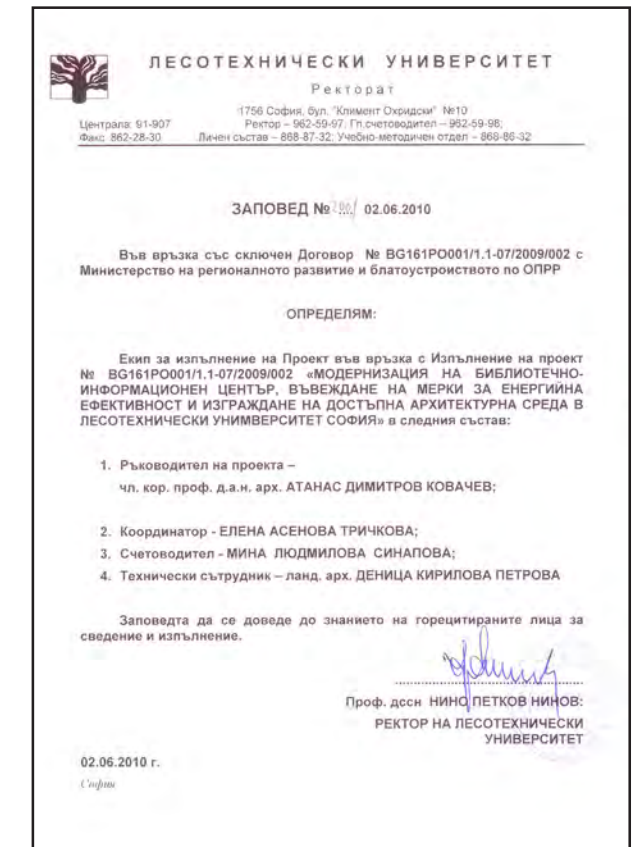 ЛЕСОТЕХНИЧЕСКИ УНИВЕРСИТЕТ
Ректорат
1756 София, бул. "Климент Охридски" №10
Централа: 91-907 Ректор – 962-59-97; Гл.счетоводител – 962-59-98;
Факс: 862-28-30 Личен състав – 868-87-32; Учебно-методичен отдел – 868-86-32
ЗАПОВЕД № / 02.06.2010
Във връзка със сключен Договор № BG161PO001/1.1-07/2009/002 с
Министерство на регионалното развитие и благоустройството по ОПРР
ОПРЕДЕЛЯМ:
Екип за изпълнение на Проект във връзка с Изпълнение на проект
№ BG161PO001/1.1-07/2009/002 «МОДЕРНИЗАЦИЯ НА БИБЛИОТЕЧНО-
ИНФОРМАЦИОНЕН ЦЕНТЪР, ВЪВЕЖДАНЕ НА МЕРКИ ЗА ЕНЕРГИЙНА
ЕФЕКТИВНОСТ И ИЗГРАЖДАНЕ НА ДОСТЪПНА АРХИТЕКТУРНА СРЕДА В
ЛЕСОТЕХНИЧЕСКИ УНИМВЕРСИТЕТ СОФИЯ» в следния състав:
1. Ръководител на проекта –
чл. кор. проф. д.а.н. арх. АТАНАС ДИМИТРОВ КОВАЧЕВ;
2. Координатор - ЕЛЕНА АСЕНОВА ТРИЧКОВА;
3. Счетоводител - МИНА ЛЮДМИЛОВА СИНАПОВА;
4. Технически сътрудник – ланд. арх. ДЕНИЦА КИРИЛОВА ПЕТРОВА
Заповедта да се доведе до знанието на горецитираните лица за
сведение и изпълнение.
Проф. дссн НИНО ПЕТКОВ НИНОВ:
РЕКТОР НА ЛЕСОТЕХНИЧЕСКИ
УНИВЕРСИТЕТ
02.06.2010 г.
София